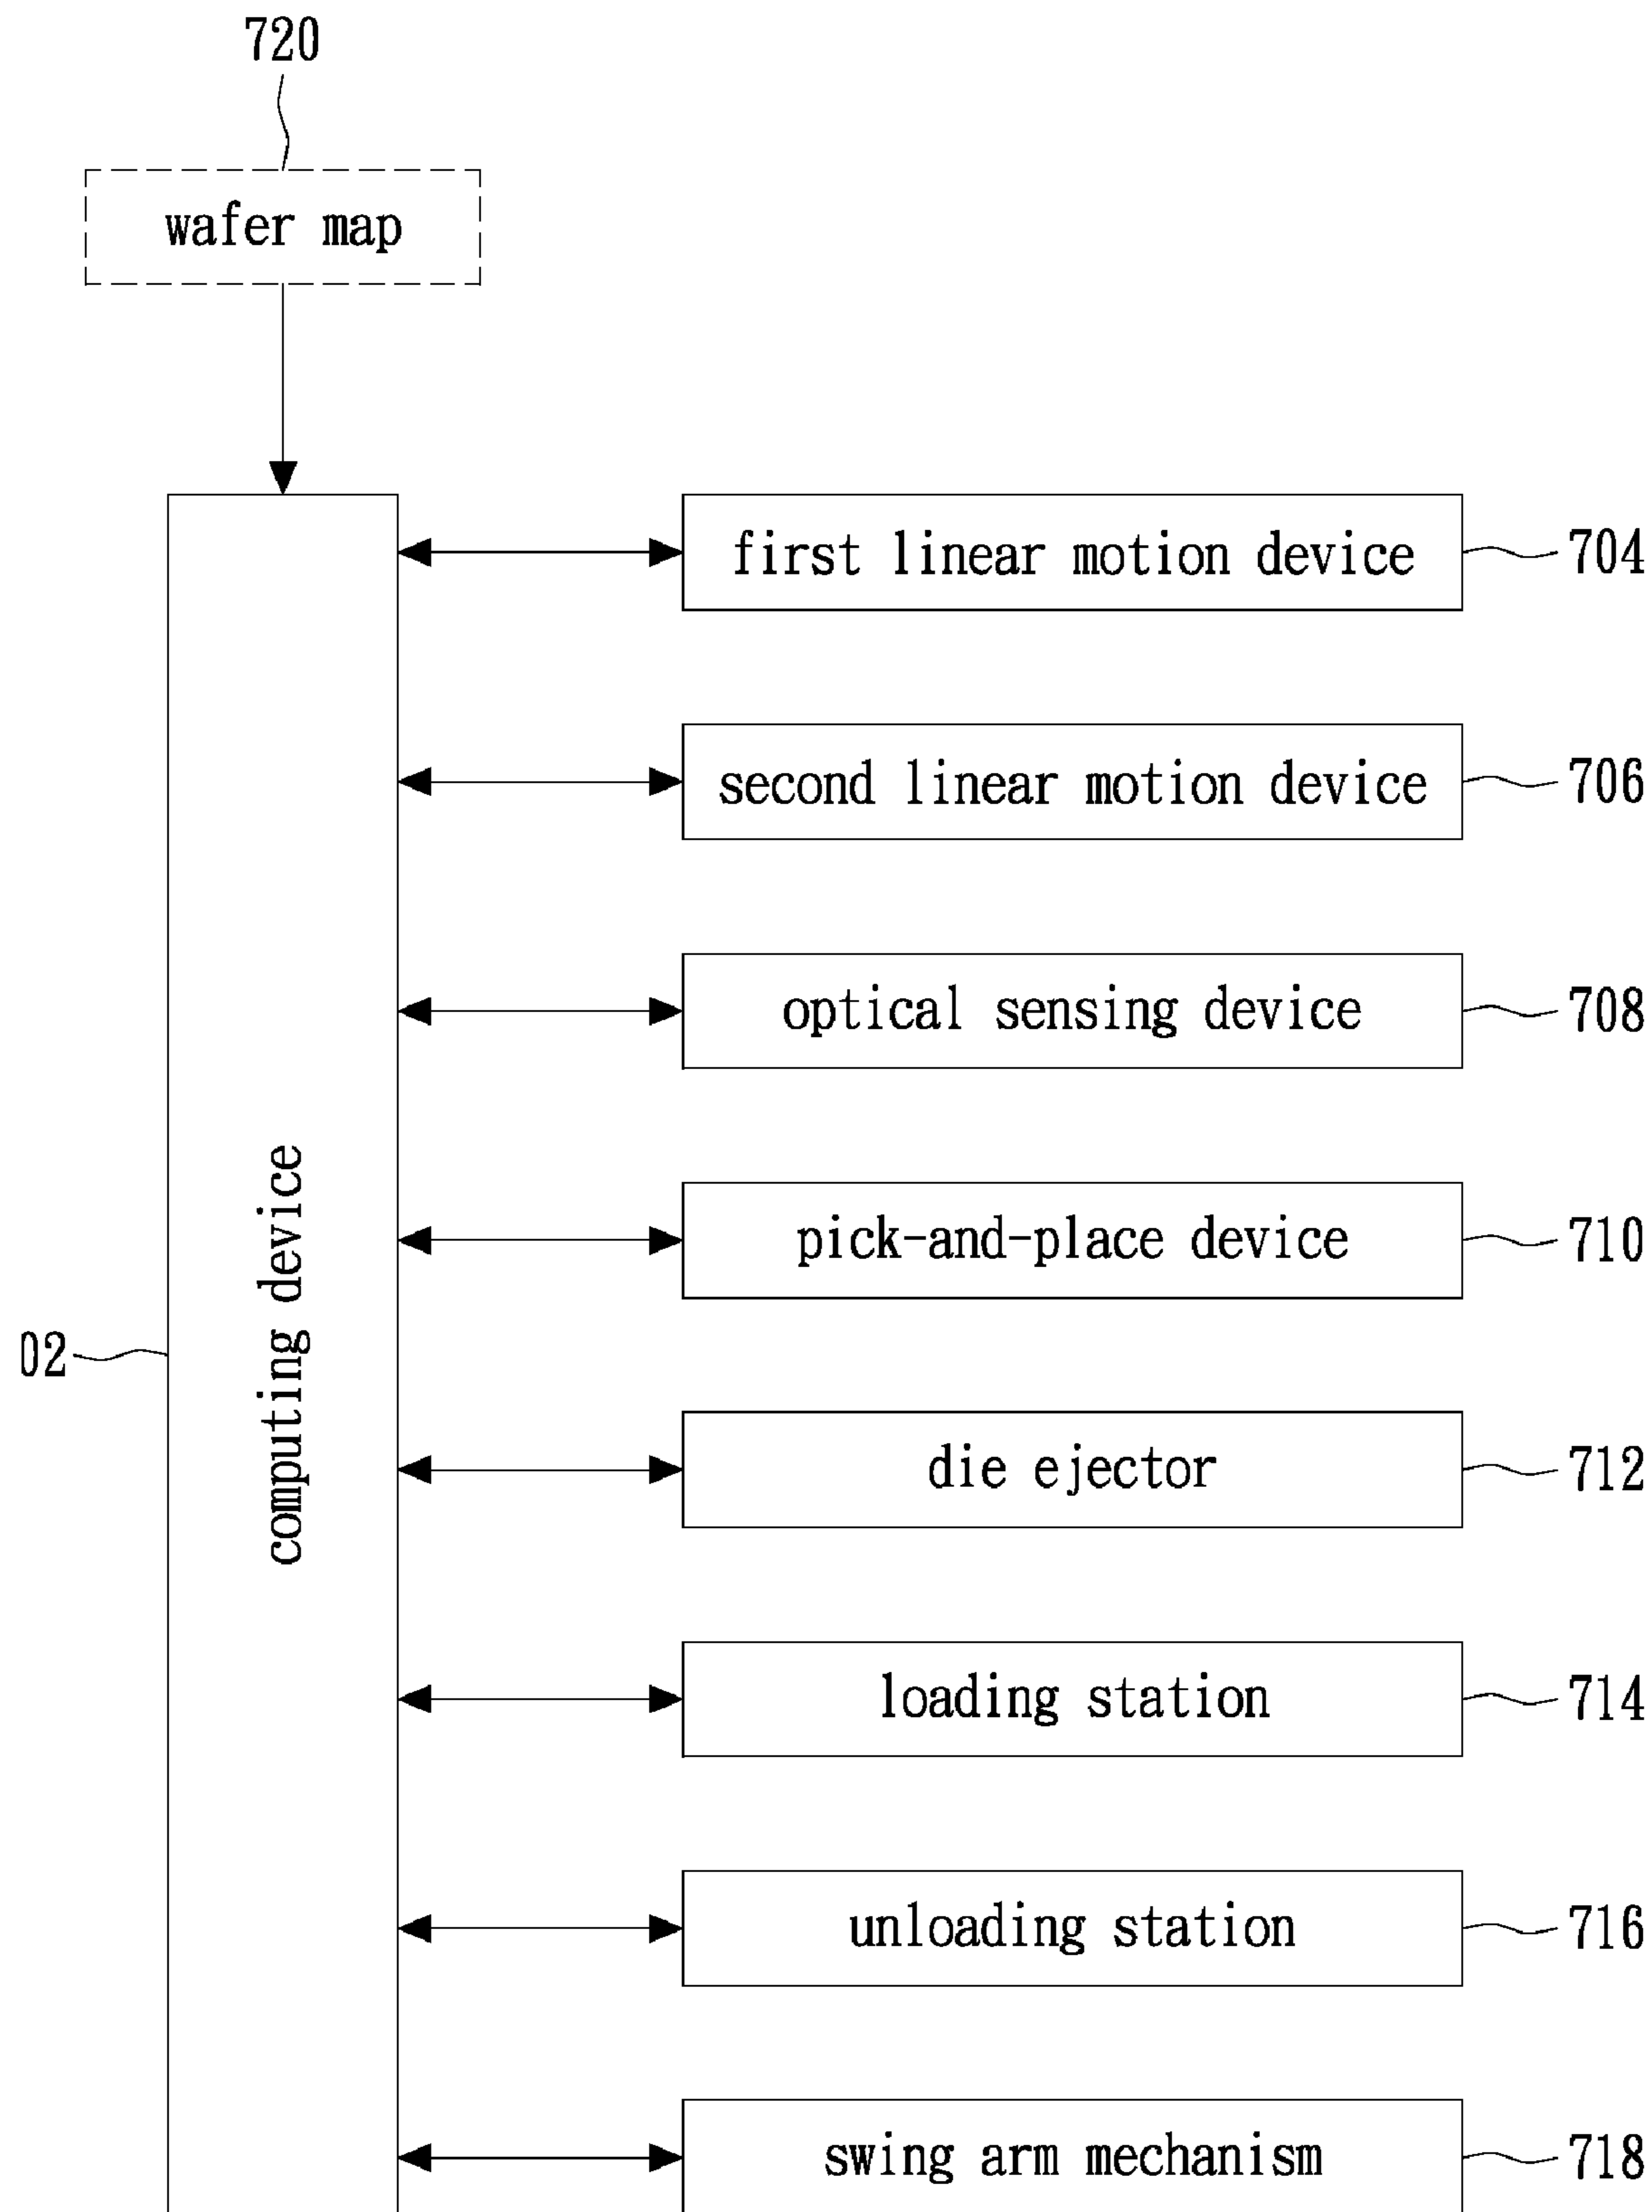 720
wafer map
first linear motion device 704
second linear motion device 706
optical sensing device 708
pick-and-place device 710
computing device
02
die ejector 712
loading station 714
unloading station 716
swing arm mechanism 718